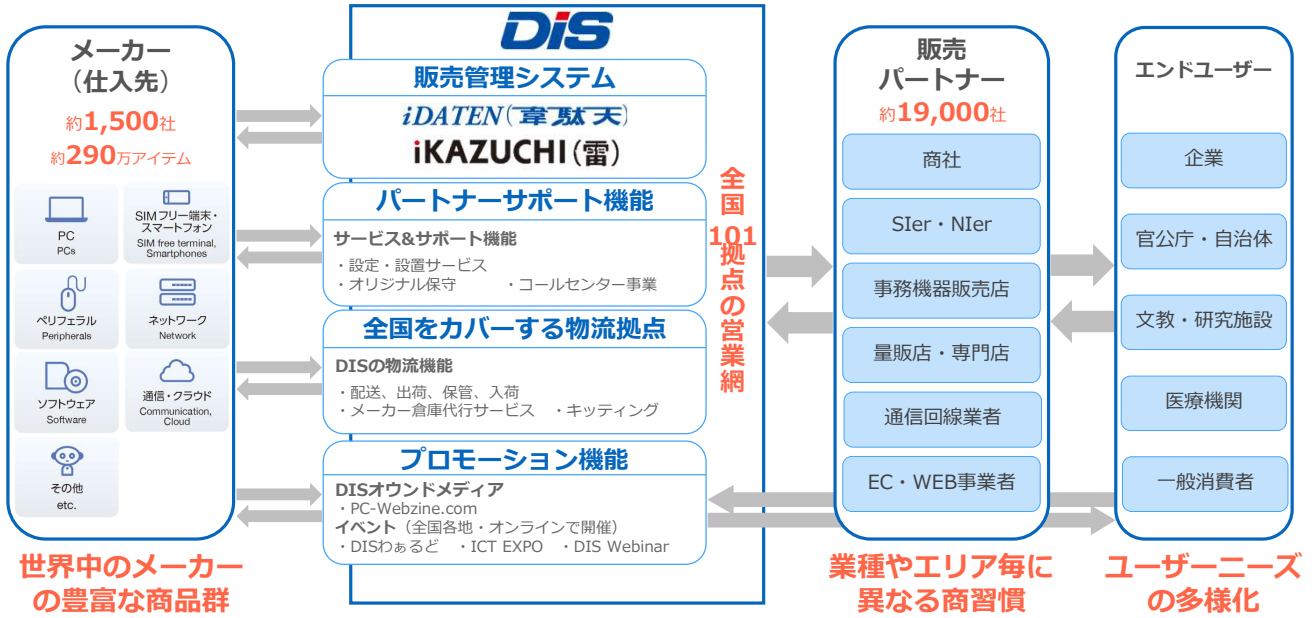 メーカー
（仕入先）
約1,500社
約290万アイテム
PC
PCs
SIMフリー端末・
スマートフォン
SIM free terminal,
Smartphones
ペリフェラル
Peripherals
ネットワーク
Network
ソフトウェア
Software
通信・クラウド
Communication,
Cloud
その他
etc.
世界中のメーカー
の豊富な商品群
DiS
販売管理システム
iDATEN(韋駄天)
iKAZUCHI(雷)
パートナーサポート機能
サービス&サポート機能
・設定・設置サービス
・オリジナル保守 ・コールセンター事業
全国をカバーする物流拠点
DISの物流機能
・配送、出荷、保管、入荷
・メーカー倉庫代行サービス ・キッティング
プロモーション機能
DISオウンドメディア
・PC-Webzine.com
イベント（全国各地・オンラインで開催）
・DISわぁるど ・ICT EXPO ・DIS Webinar
全国101拠点の営業網
販売
パートナー
約19,000社
商社
SIer・NIer
事務機器販売店
量販店・専門店
通信回線業者
EC・WEB事業者
業種やエリア毎に
異なる商習慣
エンドユーザー
企業
官公庁・自治体
文教・研究施設
医療機関
一般消費者
ユーザーニーズ
の多様化